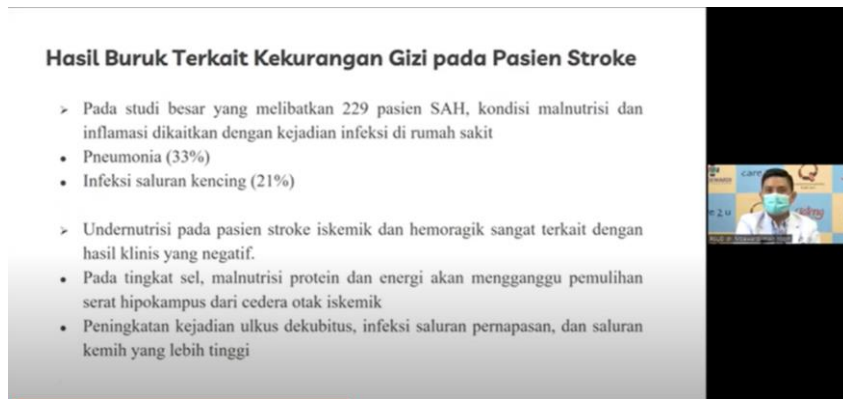 Hasil Buruk Terkait Kekurangan Gizi pada Pasien Stroke
➢ Pada studi besar yang melibatkan 229 pasien SAH, kondisi malnutrisi dan
inflamasi dikaitkan dengan kejadian infeksi di rumah sakit
• Pneumonia (33%)
• Infeksi saluran kencing (21%)
➢ Undernutrisi pada pasien stroke iskemik dan hemoragik sangat terkait dengan
hasil klinis yang negatif.
• Pada tingkat sel, malnutrisi protein dan energi akan mengganggu pemulihan
serat hipokampus dari cedera otak iskemik
• Peningkatan kejadian ulkus dekubitus, infeksi saluran pernapasan, dan saluran
kemih yang lebih tinggi
care